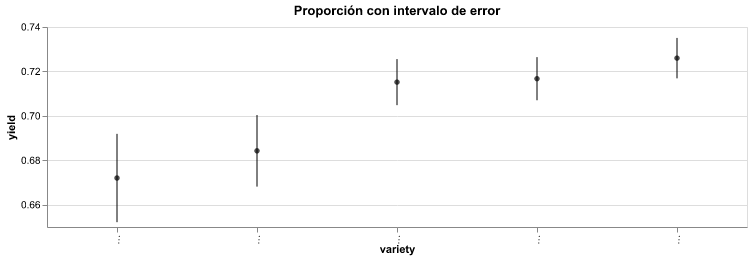 Proporción con intervalo de error
0.74
0.72
0.70
0.68
0.66
yield
… … … … …
variety